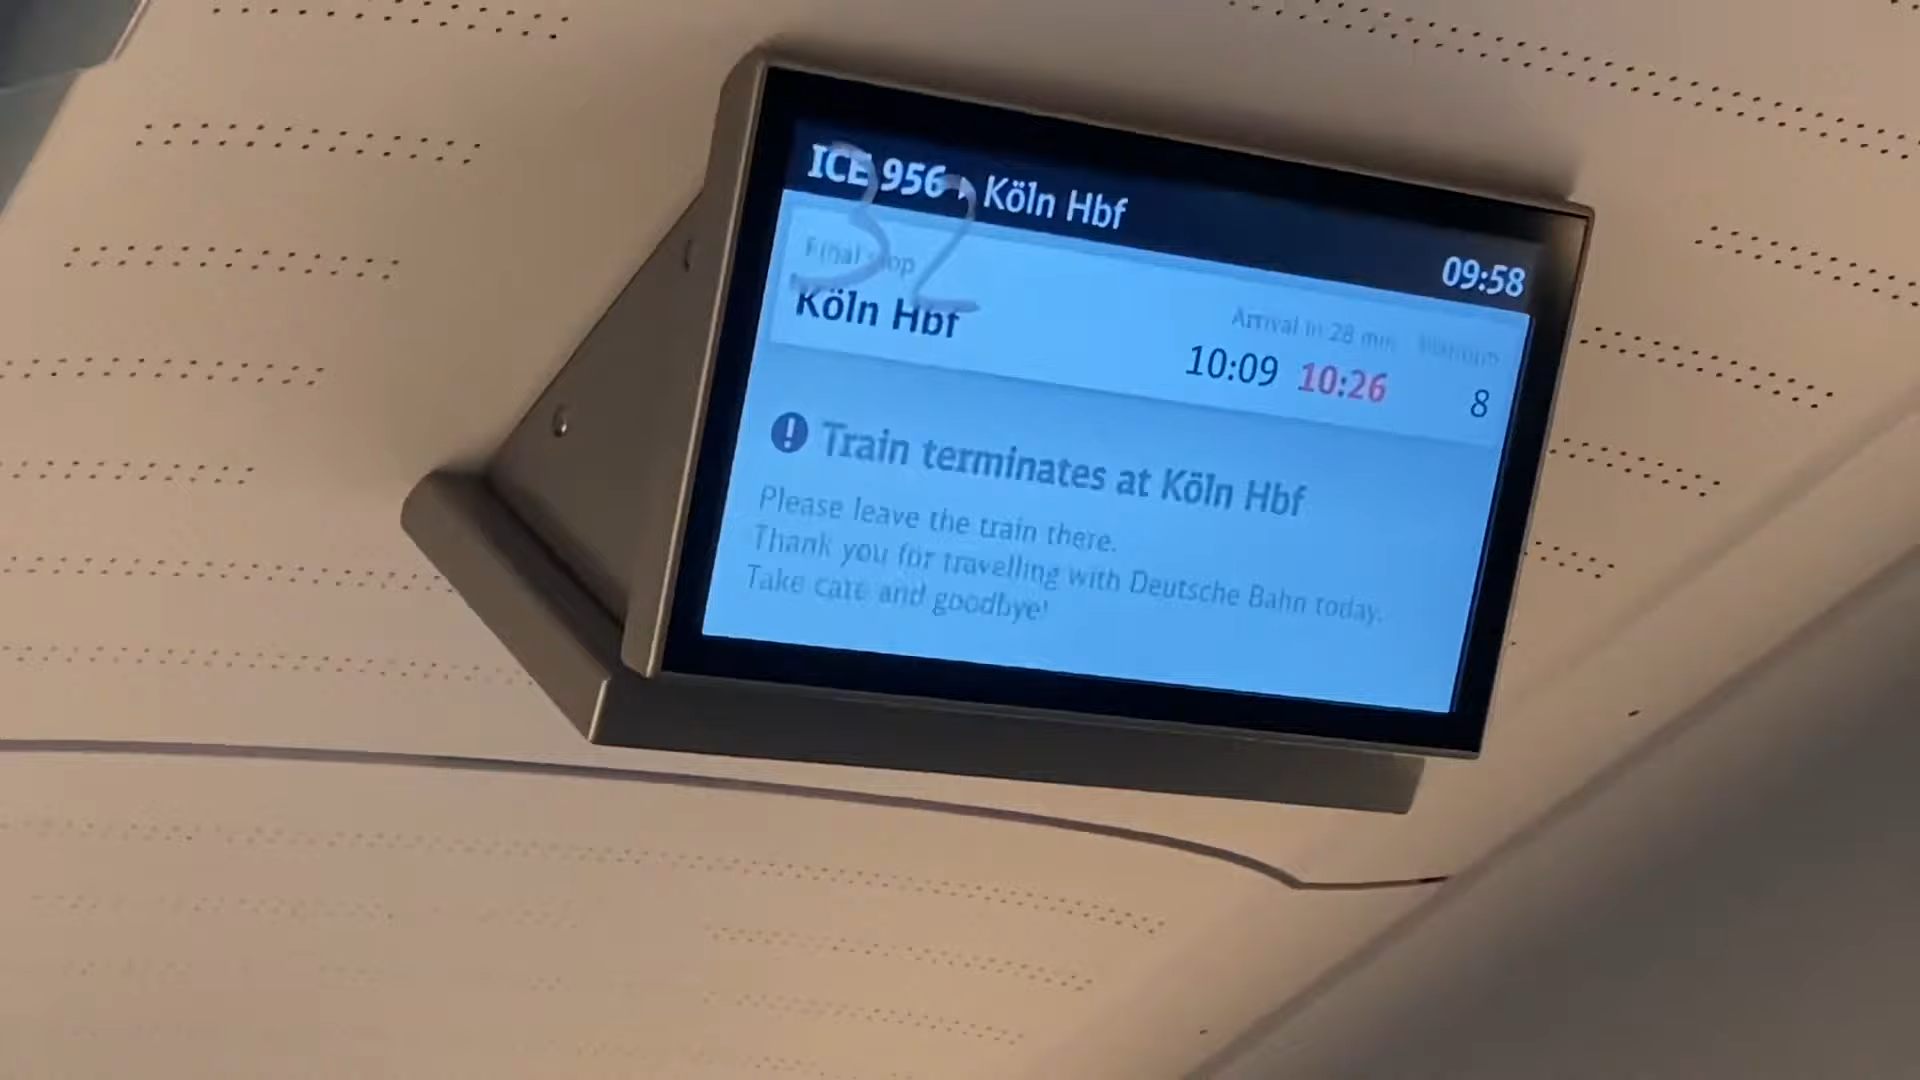 ICE 956 › Köln Hbf
09:58
32
Final stop
Köln Hbf
Arrival in 28 min
Platform
10:09 10:26
8
! Train terminates at Köln Hbf
Please leave the train there.
Thank you for travelling with Deutsche Bahn today.
Take care and goodbye!